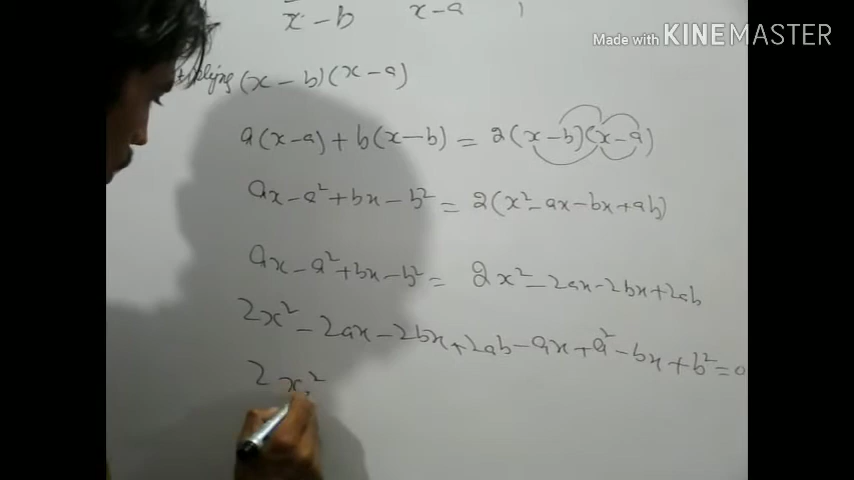 x - b x - a
Made with KINEMASTER
(x - b) (x - a)
a(x - a) + b(x - b) = 2(x - b)(x - a)
ax - a² + bx - b² = 2(x² - ax - bx + ab)
ax - a² + bx - b² = 2x² - 2ax - 2bx + 2ab
2x² - 2ax - 2bx + 2ab - ax + a² - bx + b² = 0
2x²